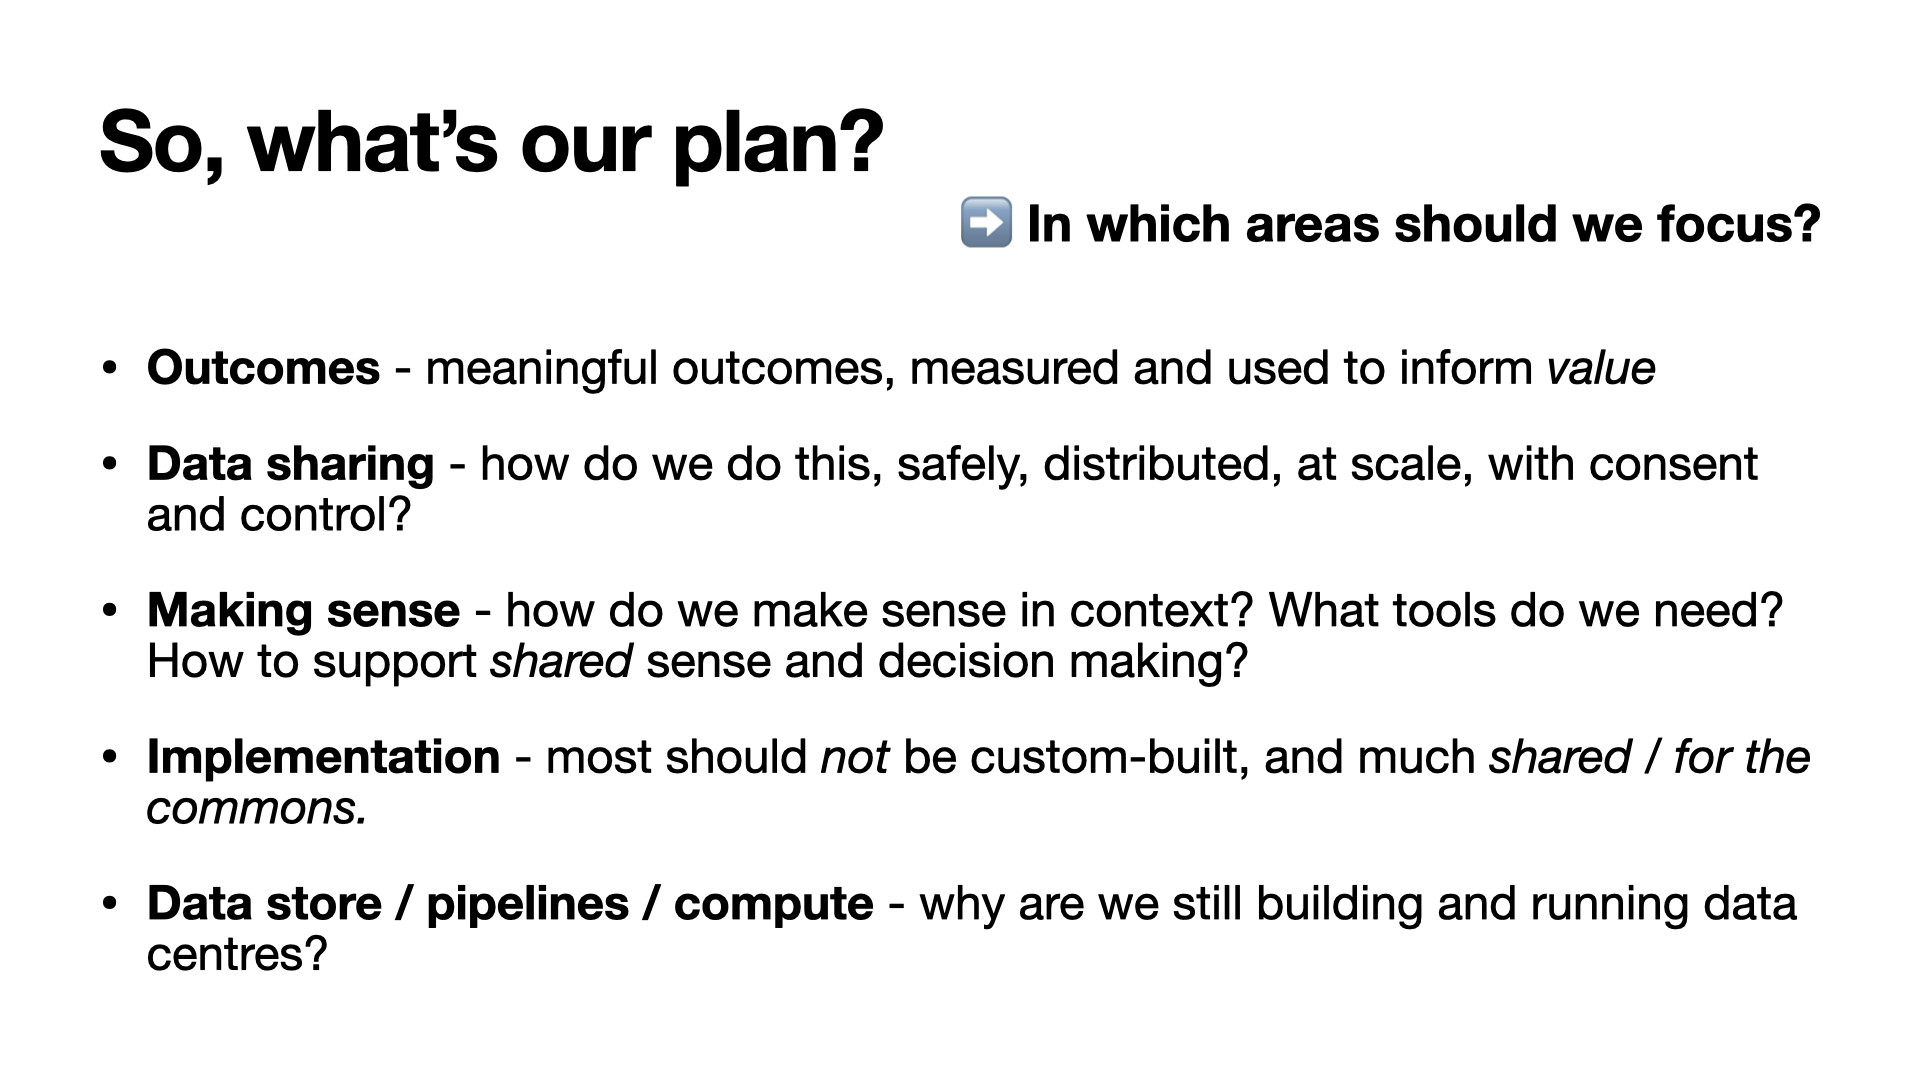 So, what’s our plan?
➡️ In which areas should we focus?
• Outcomes - meaningful outcomes, measured and used to inform value
• Data sharing - how do we do this, safely, distributed, at scale, with consent
and control?
• Making sense - how do we make sense in context? What tools do we need?
How to support shared sense and decision making?
• Implementation - most should not be custom-built, and much shared / for the
commons.
• Data store / pipelines / compute - why are we still building and running data
centres?